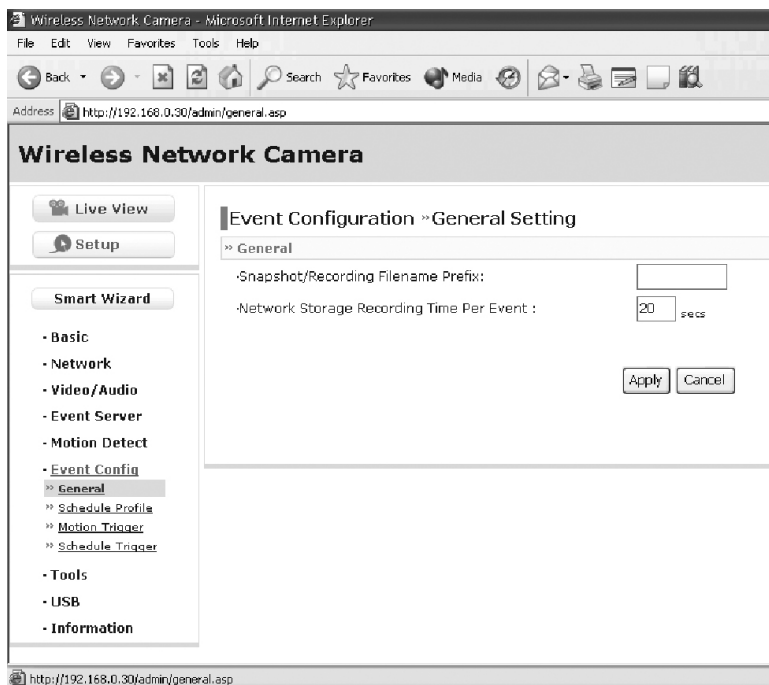 Wireless Network Camera - Microsoft Internet Explorer
File Edit View Favorites Tools Help
Back Search Favorites Media
Address http://192.168.0.30/admin/general.asp
Wireless Network Camera
Live View
Setup
Smart Wizard
· Basic
· Network
· Video/Audio
· Event Server
· Motion Detect
· Event Config
» General
» Schedule Profile
» Motion Trigger
» Schedule Trigger
· Tools
· USB
· Information
Event Configuration »General Setting
» General
·Snapshot/Recording Filename Prefix:
·Network Storage Recording Time Per Event : 20 secs
Apply Cancel
http://192.168.0.30/admin/general.asp